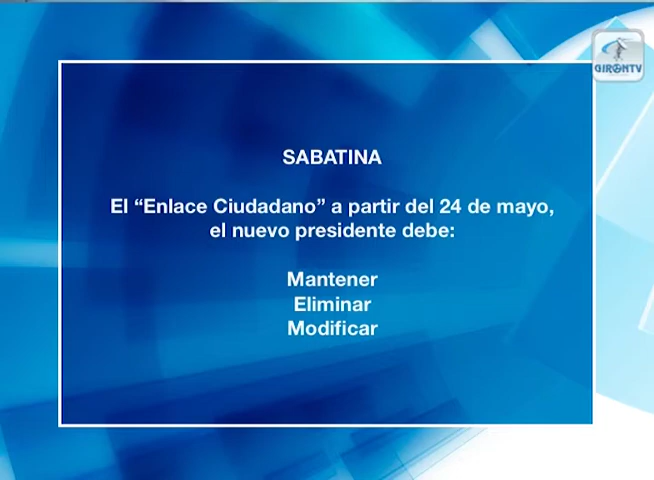 GIRONTV
SABATINA
El “Enlace Ciudadano” a partir del 24 de mayo,
el nuevo presidente debe:
Mantener
Eliminar
Modificar